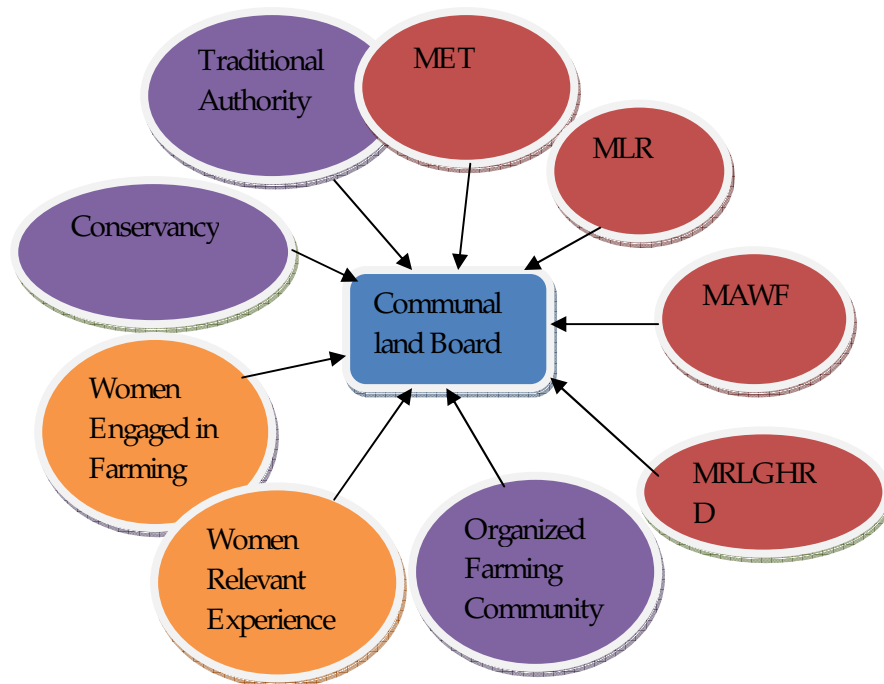 Traditional
Authority
MET
MLR
Conservancy
Communal
land Board
MAWF
Women
Engaged in
Farming
MRLGHR
D
Women
Relevant
Experience
Organized
Farming
Community